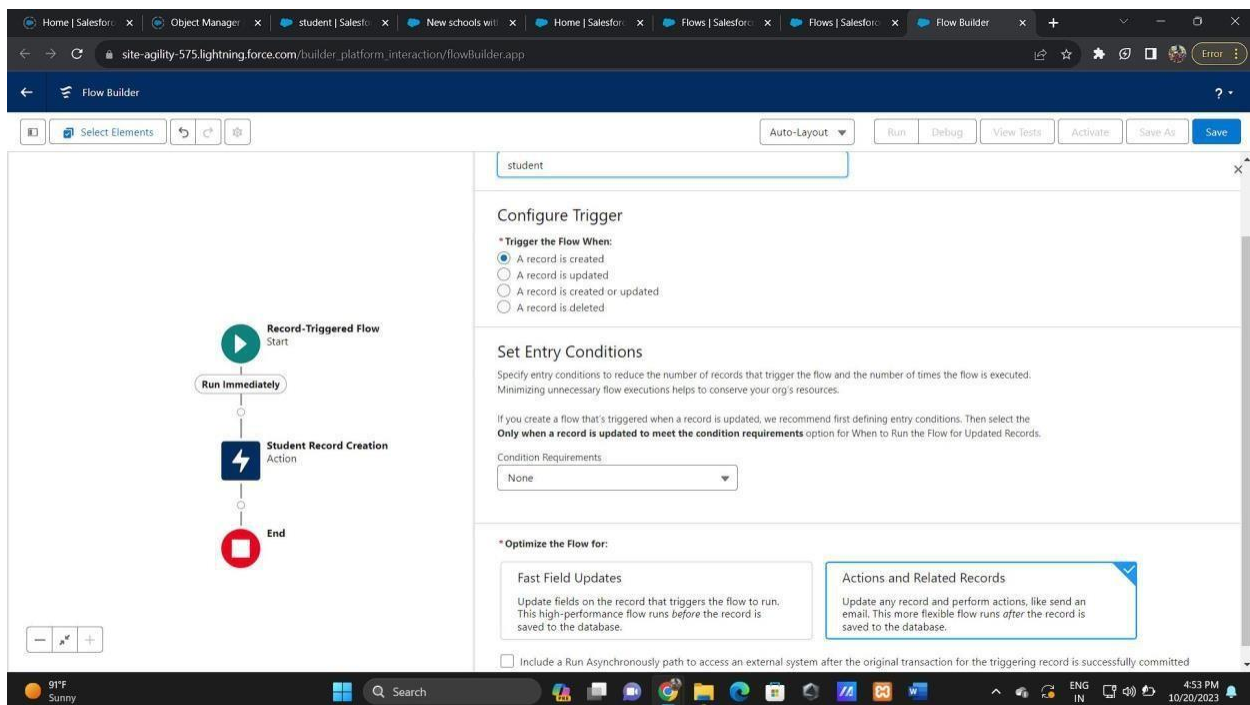 Home | Salesforc
Object Manager
student | Salesfo
New schools with
Home | Salesforc
Flows | Salesforc
Flows | Salesforc
Flow Builder
site-agility-575.lightning.force.com/builder_platform_interaction/flowBuilder.app
Error
Flow Builder
?
Select Elements
Auto-Layout
Run
Debug
View Tests
Activate
Save As
Save
student
Configure Trigger
* Trigger the Flow When:
A record is created
A record is updated
A record is created or updated
A record is deleted
Record-Triggered Flow
Start
Run Immediately
Student Record Creation
Action
End
Set Entry Conditions
Specify entry conditions to reduce the number of records that trigger the flow and the number of times the flow is executed.
Minimizing unnecessary flow executions helps to conserve your org's resources.
If you create a flow that's triggered when a record is updated, we recommend first defining entry conditions. Then select the
Only when a record is updated to meet the condition requirements option for When to Run the Flow for Updated Records.
Condition Requirements
None
* Optimize the Flow for:
Fast Field Updates
Update fields on the record that triggers the flow to run.
This high-performance flow runs before the record is
saved to the database.
Actions and Related Records
Update any record and perform actions, like send an
email. This more flexible flow runs after the record is
saved to the database.
Include a Run Asynchronously path to access an external system after the original transaction for the triggering record is successfully committed
91°F
Sunny
Search
ENG
IN
4:53 PM
10/20/2023